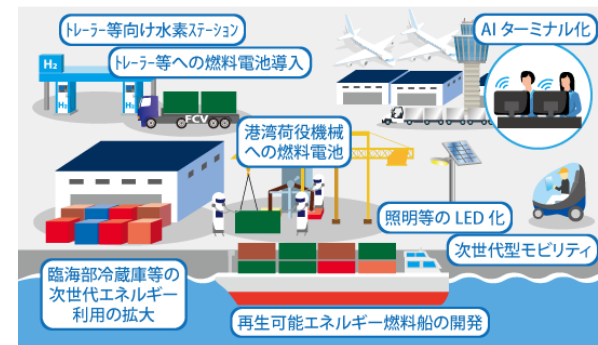 トレーラー等向け水素ステーション
トレーラー等への燃料電池導入
H2
H2
H2
FCV
AI ターミナル化
港湾荷役機械
への燃料電池
照明等の LED 化
次世代型モビリティ
臨海部冷蔵庫等の
次世代エネルギー
利用の拡大
再生可能エネルギー燃料船の開発